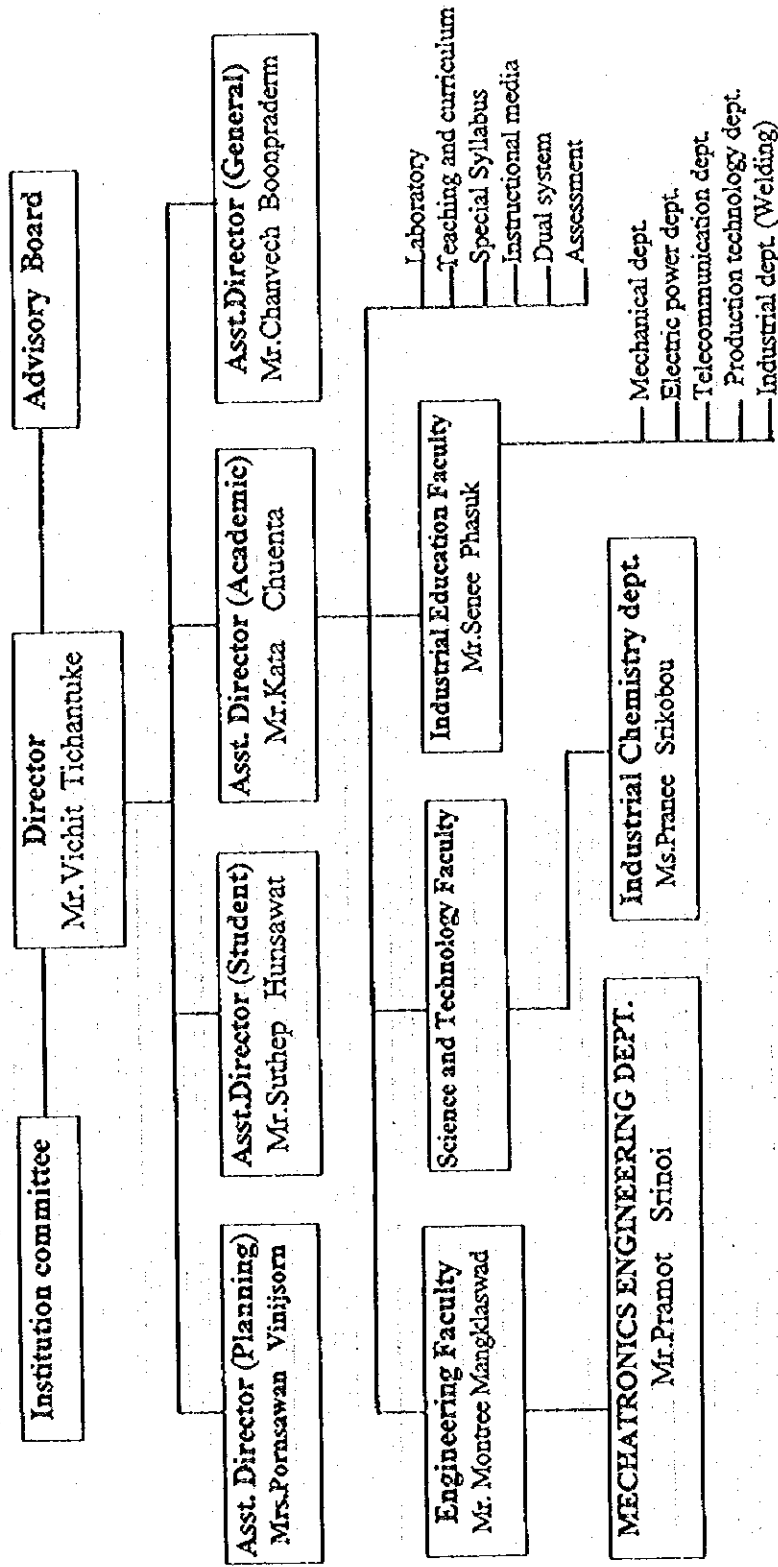 Institution committee
Director
Mr.Vichit Tichantuke
Advisory Board
Asst. Director (Planning)
Mrs.Pornsawan Vinijsorn
Asst.Director (Student)
Mr.Suthep Hunsawat
Asst. Director (Academic)
Mr.Kata Chuenta
Asst.Director (General)
Mr.Chanvech Boonpraderm
Engineering Faculty
Mr. Montree Mangklaswad
Science and Technology Faculty
Industrial Education Faculty
Mr.Senee Phasuk
Laboratory
Teaching and curriculum
Special Syllabus
Instructional media
Dual system
Assessment
MECHATRONICS ENGINEERING DEPT.
Mr.Pramot Srinoi
Industrial Chemistry dept.
Ms.Pranee Srikobou
Mechanical dept.
Electric power dept.
Telecommunication dept.
Production technology dept.
Industrial dept. (Welding)